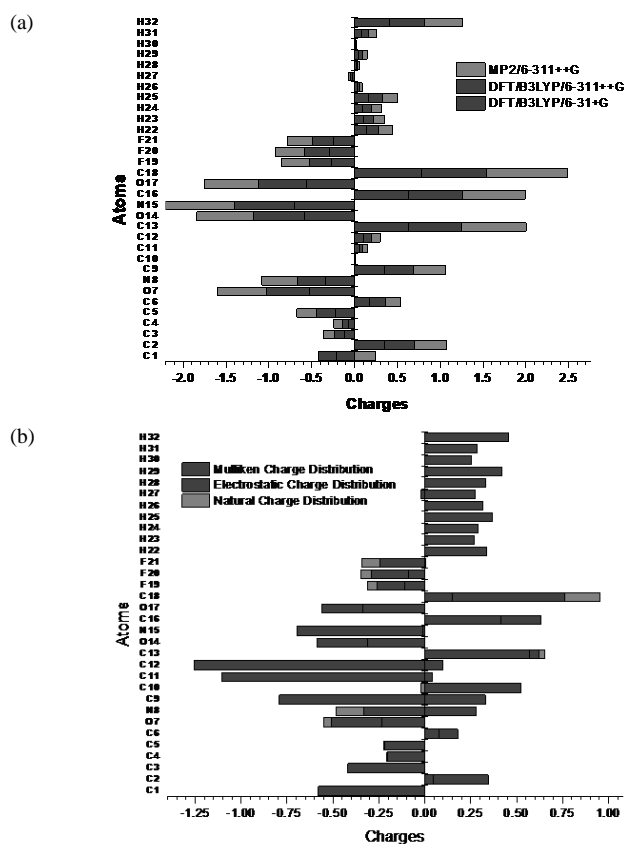 (a)
H32
H31
H30
H29
H28
H27
H26
H25
H24
H23
H22
F21
F20
F19
C18
O17
C16
N15
O14
C13
C12
C11
C10
C9
N8
O7
C6
C5
C4
C3
C2
C1
Atoms
MP2/6-311++G
DFT/B3LYP/6-311++G
DFT/B3LYP/6-31+G
-2.0 -1.5 -1.0 -0.5 0.0 0.5 1.0 1.5 2.0 2.5
Charges
(b)
H32
H31
H30
H29
H28
H27
H26
H25
H24
H23
H22
F21
F20
F19
C18
O17
C16
N15
O14
C13
C12
C11
C10
C9
N8
O7
C6
C5
C4
C3
C2
C1
Atoms
Mulliken Charge Distribution
Electrostatic Charge Distribution
Natural Charge Distribution
-1.25 -1.00 -0.75 -0.50 -0.25 0.00 0.25 0.50 0.75 1.00
Charges